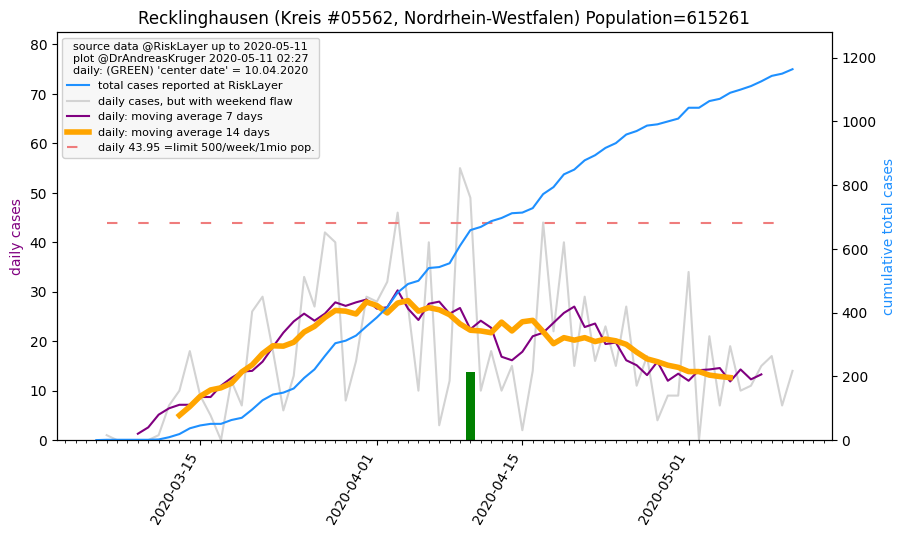 Recklinghausen (Kreis #05562, Nordrhein-Westfalen) Population=615261
source data @RiskLayer up to 2020-05-11
plot @DrAndreasKruger 2020-05-11 02:27
daily: (GREEN) 'center date' = 10.04.2020
total cases reported at RiskLayer
daily cases, but with weekend flaw
daily: moving average 7 days
daily: moving average 14 days
daily 43.95 =limit 500/week/1mio pop.
daily cases
80
70
60
50
40
30
20
10
0
1200
1000
800
600
400
200
0
cumulative total cases
2020-03-15
2020-04-01
2020-04-15
2020-05-01